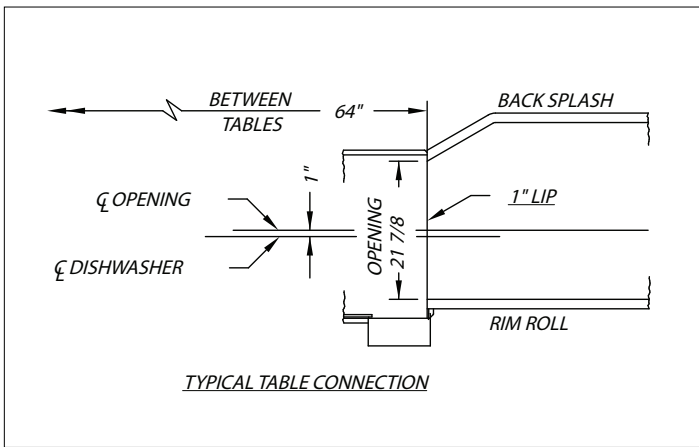 BETWEEN 64"
TABLES
BACK SPLASH
1"
℄ OPENING
1" LIP
OPENING
21 7/8
℄ DISHWASHER
RIM ROLL
TYPICAL TABLE CONNECTION